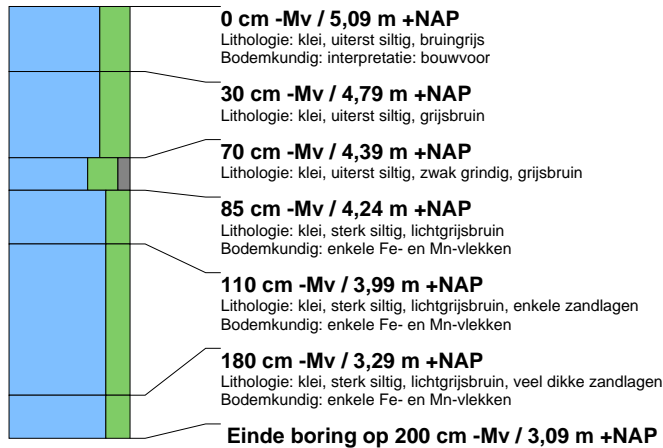 0 cm -Mv / 5,09 m +NAP
Lithologie: klei, uiterst siltig, bruingrijs
Bodemkundig: interpretatie: bouwvoor
30 cm -Mv / 4,79 m +NAP
Lithologie: klei, uiterst siltig, grijsbruin
70 cm -Mv / 4,39 m +NAP
Lithologie: klei, uiterst siltig, zwak grindig, grijsbruin
85 cm -Mv / 4,24 m +NAP
Lithologie: klei, sterk siltig, lichtgrijsbruin
Bodemkundig: enkele Fe- en Mn-vlekken
110 cm -Mv / 3,99 m +NAP
Lithologie: klei, sterk siltig, lichtgrijsbruin, enkele zandlagen
Bodemkundig: enkele Fe- en Mn-vlekken
180 cm -Mv / 3,29 m +NAP
Lithologie: klei, sterk siltig, lichtgrijsbruin, veel dikke zandlagen
Bodemkundig: enkele Fe- en Mn-vlekken
Einde boring op 200 cm -Mv / 3,09 m +NAP